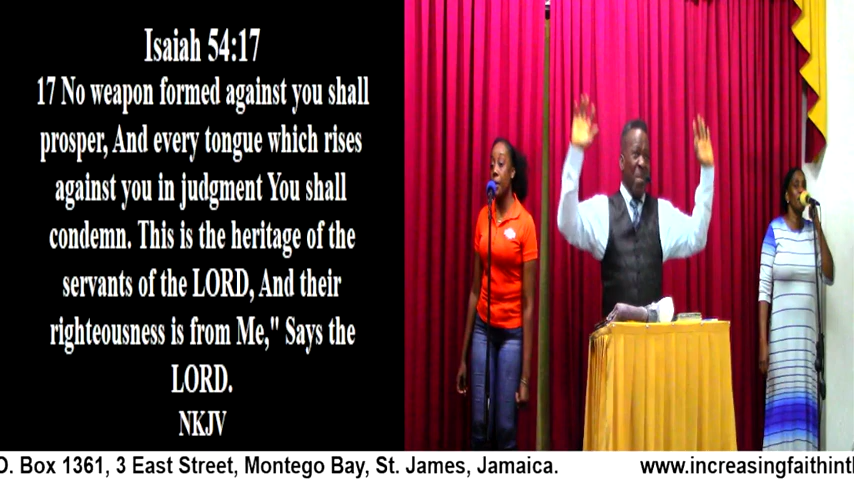 Isaiah 54:17
17 No weapon formed against you shall
prosper, And every tongue which rises
against you in judgment You shall
condemn. This is the heritage of the
servants of the LORD, And their
righteousness is from Me," Says the
LORD.
NKJV
O. Box 1361, 3 East Street, Montego Bay, St. James, Jamaica. www.increasingfaithinth